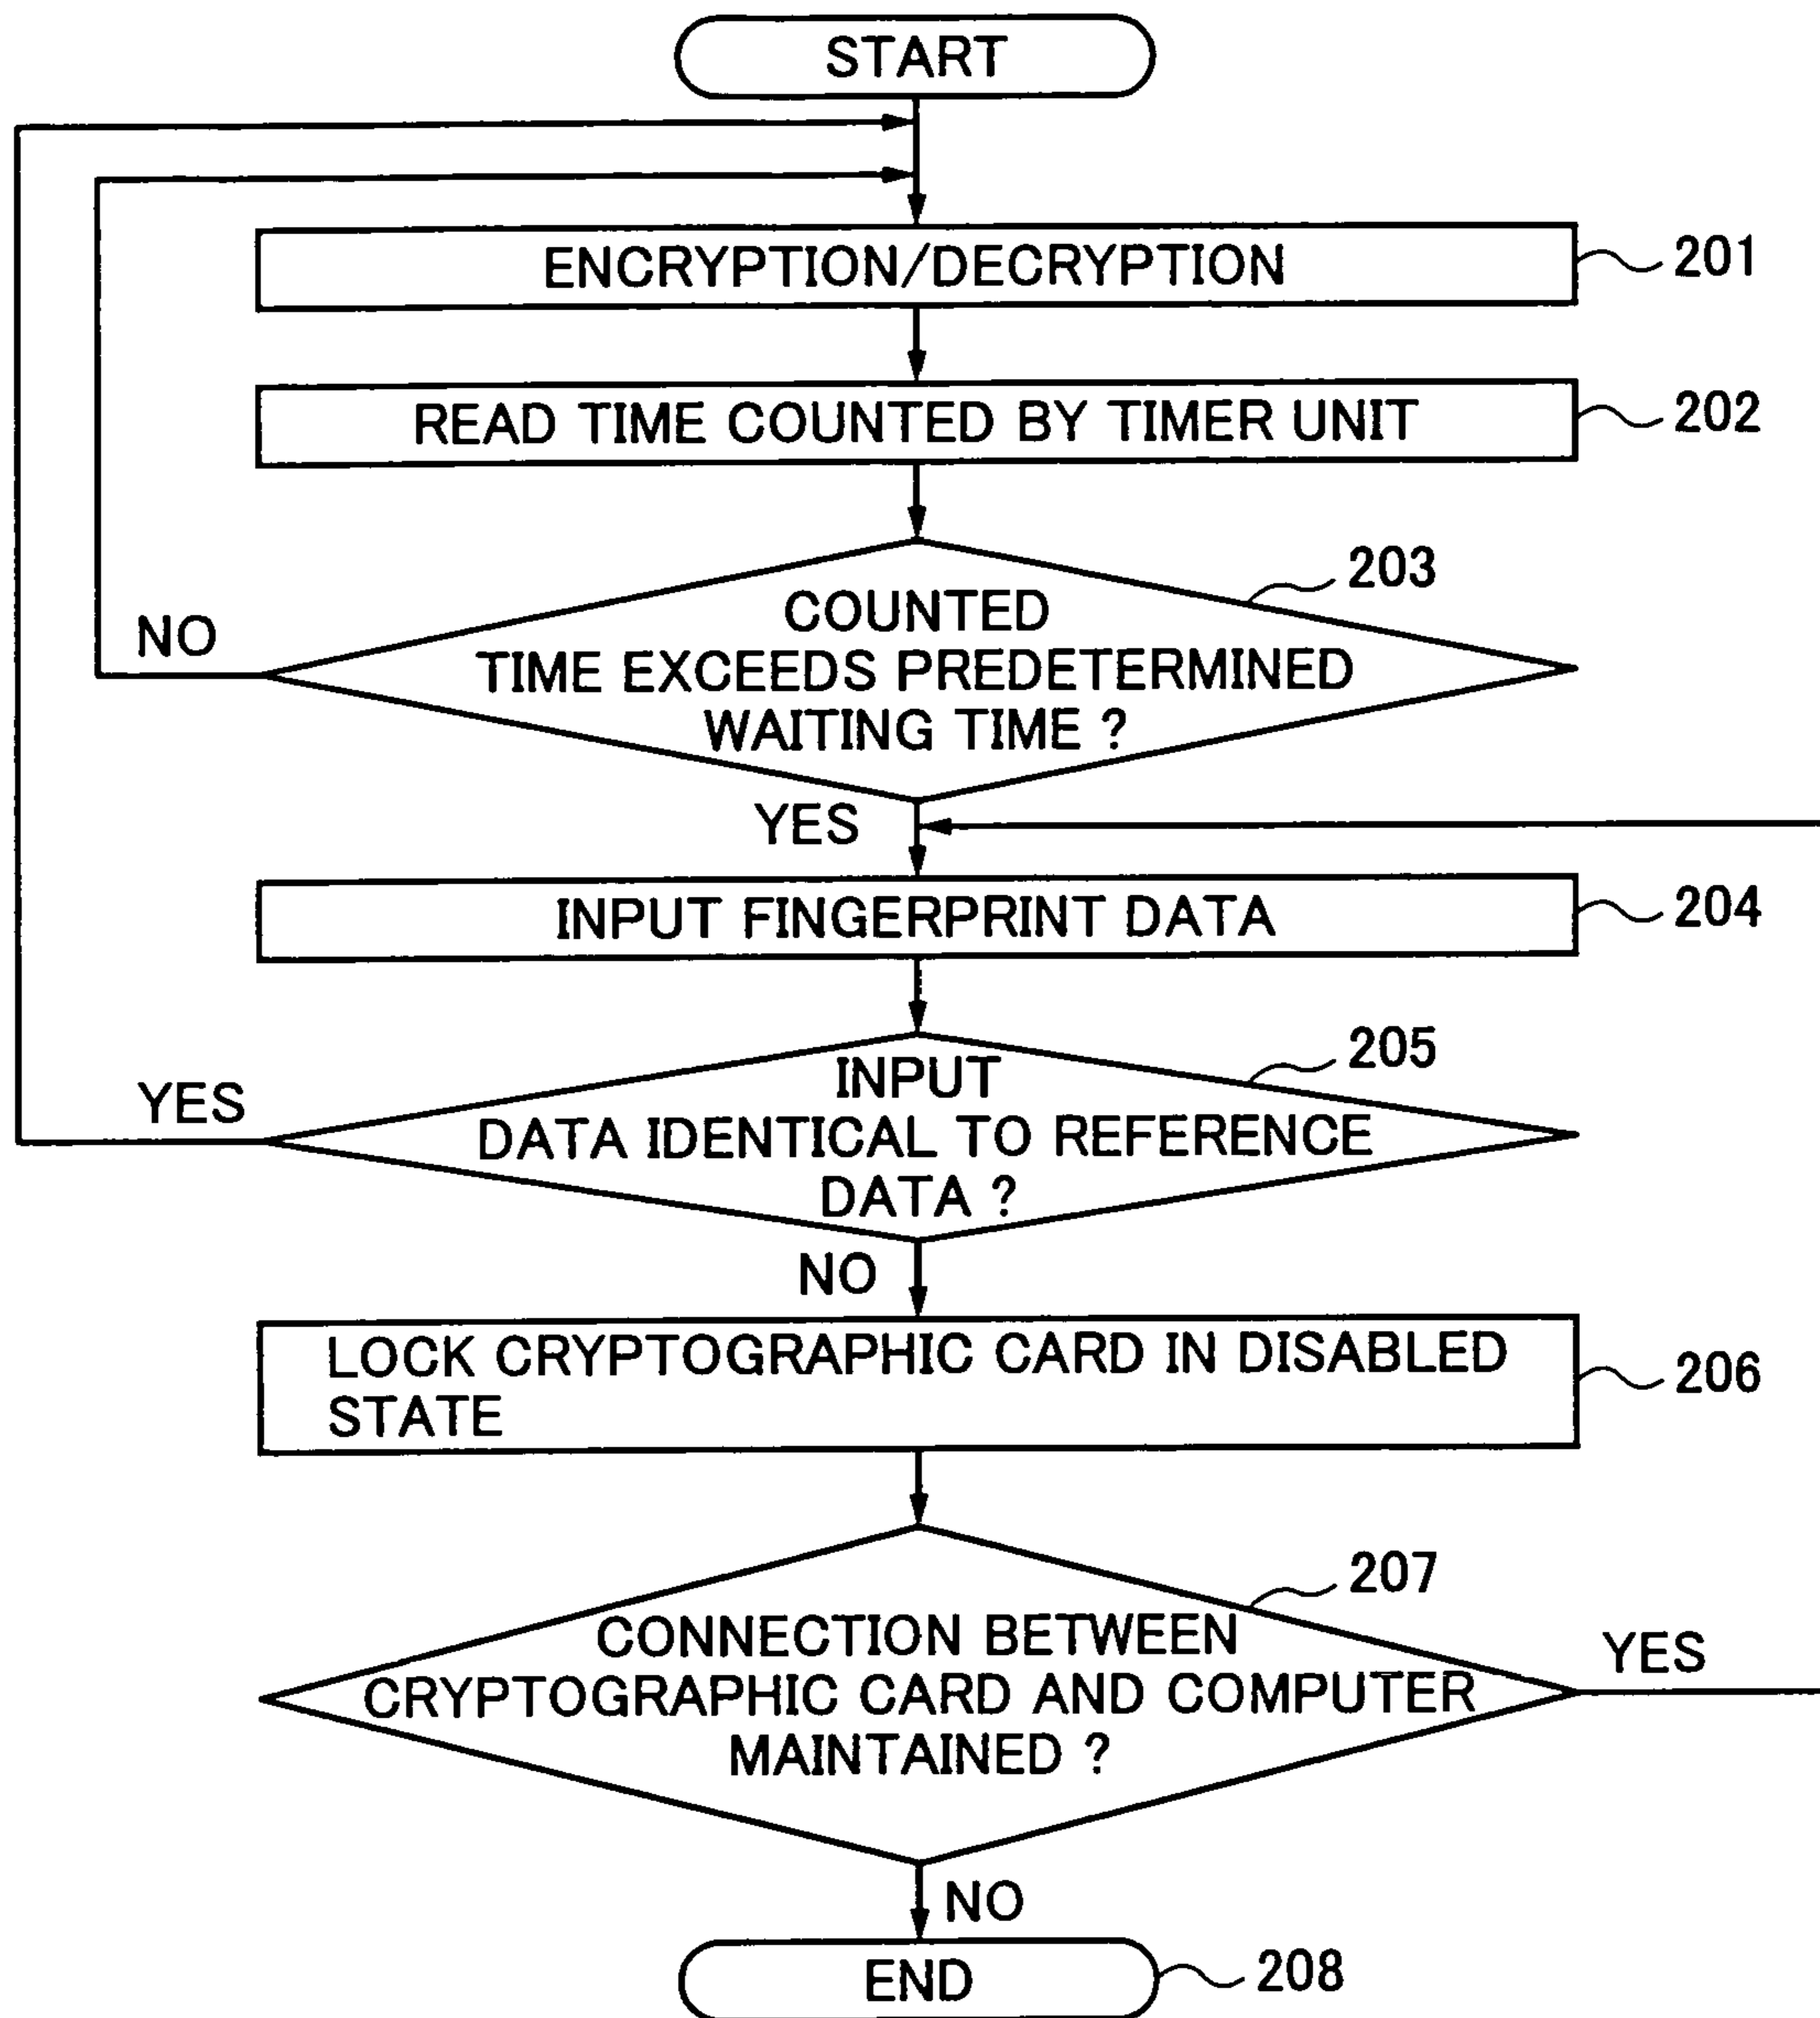 START
ENCRYPTION/DECRYPTION
201
READ TIME COUNTED BY TIMER UNIT
202
203
COUNTED
TIME EXCEEDS PREDETERMINED
WAITING TIME ?
NO
YES
INPUT FINGERPRINT DATA
204
205
INPUT
DATA IDENTICAL TO REFERENCE
DATA ?
YES
NO
LOCK CRYPTOGRAPHIC CARD IN DISABLED
STATE
206
207
CONNECTION BETWEEN
CRYPTOGRAPHIC CARD AND COMPUTER
MAINTAINED ?
YES
NO
END
208